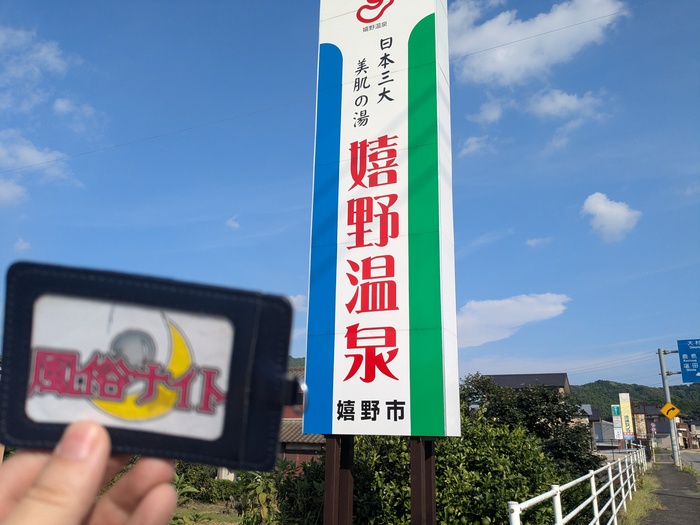 嬉野温泉
日本三大
美肌の湯
嬉野温泉
嬉野市
風俗ナイト